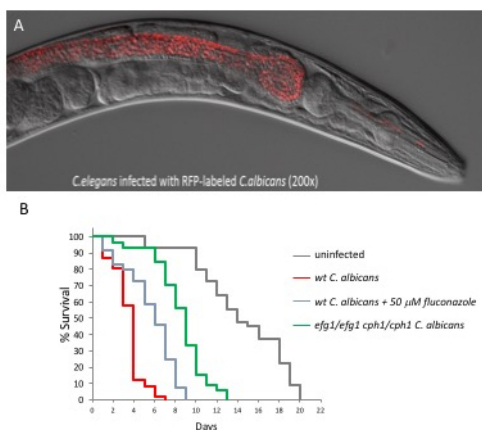 A
C.elegans infected with RFP-labeled C.albicans (200x)
B
100
90
80
70
60
50
40
30
20
10
0
% Survival
0 2 4 6 8 10 12 14 16 18 20 22
Days
uninfected
wt C. albicans
wt C. albicans + 50 µM fluconazole
efg1/efg1 cph1/cph1 C. albicans